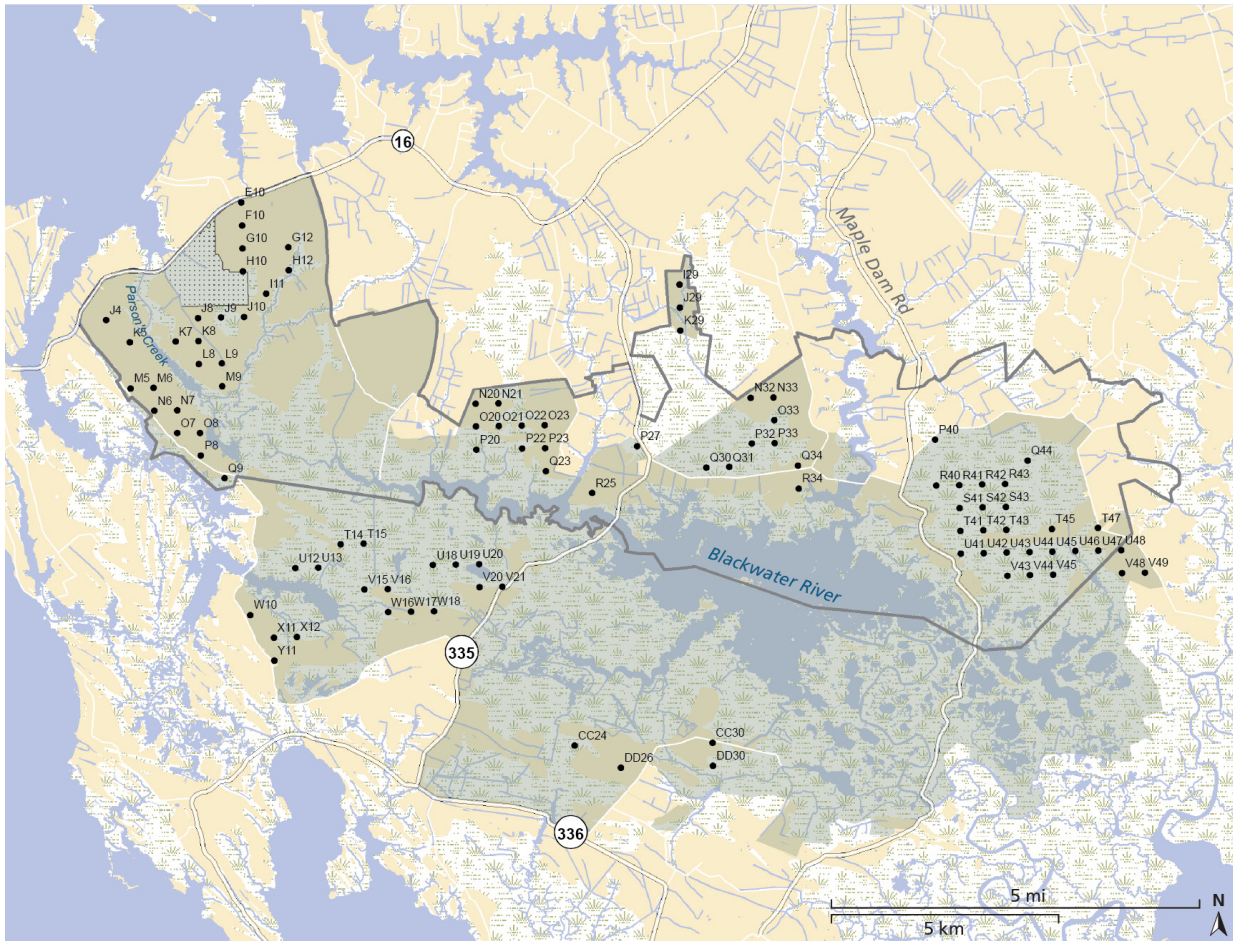 16
E10
F10
G10
G12
H10
H12
I11
I29
Parson's Creek
Maple Dam Rd
J4
J8
J9
J10
J29
K5
K7
K8
K29
L8
L9
M5
M6
M9
N6
N7
N20
N21
N32
N33
O7
O8
O20
O21
O22
O23
O33
P8
P20
P22
P23
P27
P32
P33
P40
Q9
Q23
Q30
Q31
Q34
Q44
R25
R34
R40
R41
R42
R43
S41
S42
S43
T14
T15
T41
T42
T43
T45
T47
U12
U13
U18
U19
U20
U41
U42
U43
U44
U45
U46
U47
U48
Blackwater River
V15
V16
V20
V21
V43
V44
V45
V48
V49
W10
W16
W17
W18
X11
X12
Y11
335
CC24
CC30
DD26
DD30
336
5 mi
5 km
N